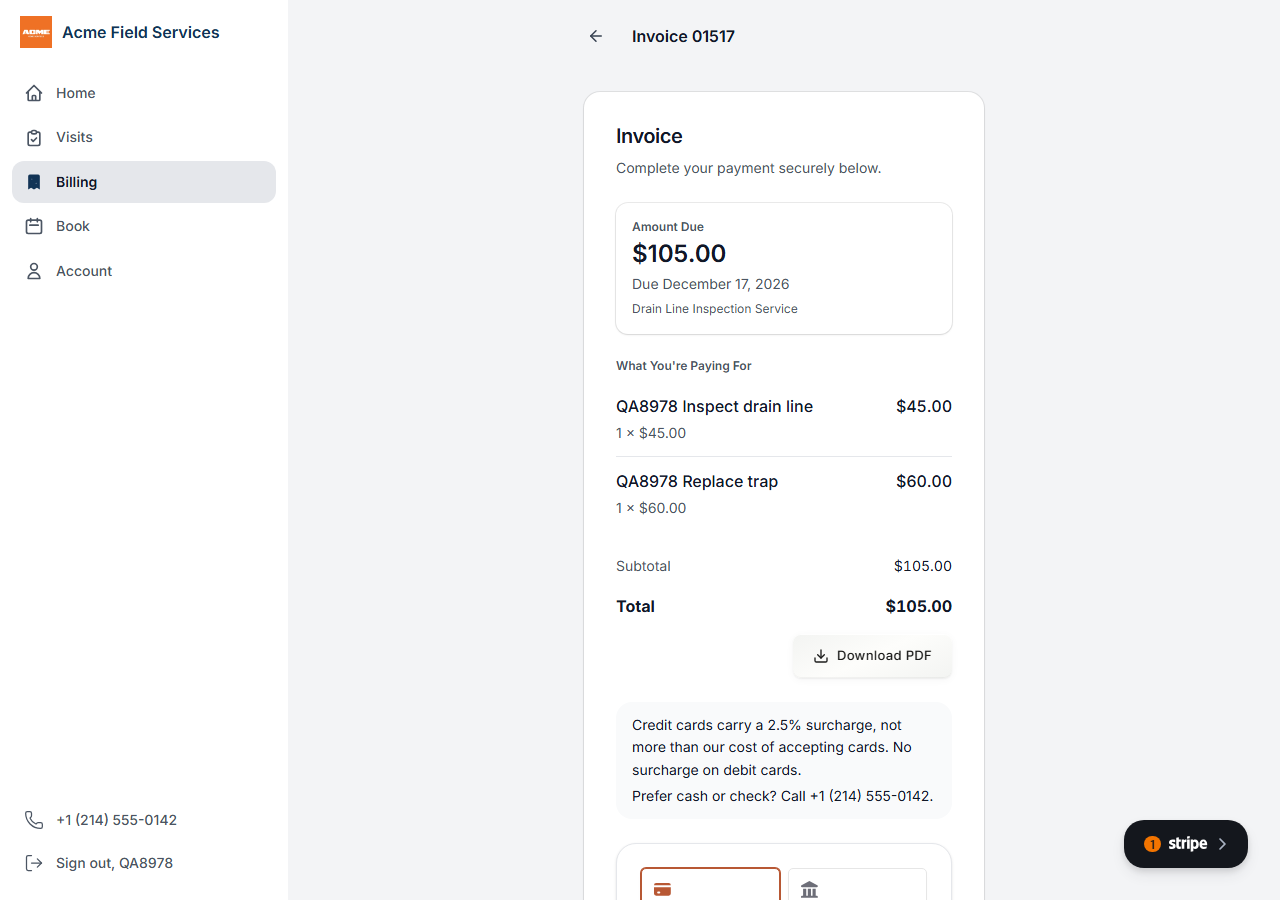 ACME
Acme Field Services
Home
Visits
Billing
Book
Account
+1 (214) 555-0142
Sign out, QA8978
Invoice 01517
Invoice
Complete your payment securely below.
Amount Due
$105.00
Due December 17, 2026
Drain Line Inspection Service
What You're Paying For
QA8978 Inspect drain line $45.00
1 × $45.00
QA8978 Replace trap $60.00
1 × $60.00
Subtotal $105.00
Total $105.00
Download PDF
Credit cards carry a 2.5% surcharge, not
more than our cost of accepting cards. No
surcharge on debit cards.
Prefer cash or check? Call +1 (214) 555-0142.
1 stripe